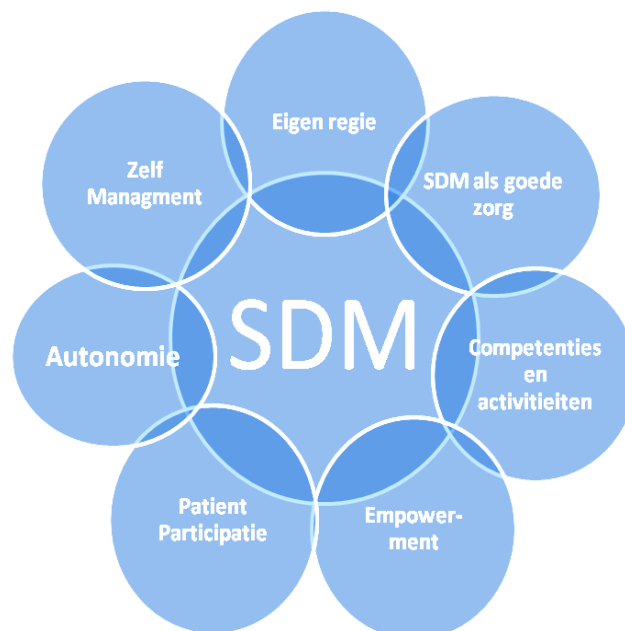 Eigen regie
SDM als goede
zorg
Competenties
en
activitieiten
Empower-
ment
Patient
Participatie
Autonomie
Zelf
Managment
SDM